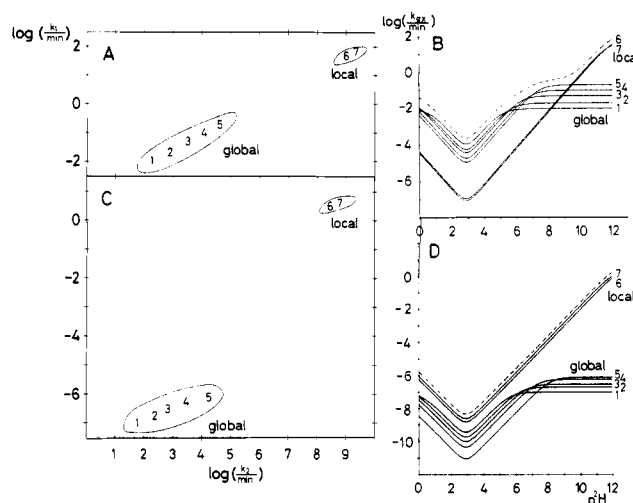 log (k₁/min)
A
2
0
-2
6 7
local
1 2 3 4 5
global
C
0
-2
-4
-6
6 7
local
1 2 3 4 5
global
1 2 3 4 5 6 7 8 9
log (k₂/min)
log (kex/min)
B
0
-2
-4
-6
6
7 local
5 4
3 2
1 global
0 2 4 6 8 10 12
D
0
-2
-4
-6
-8
-10
7
6
local
global
5 4
3 2
1
0 2 4 6 8 10 12
p²H